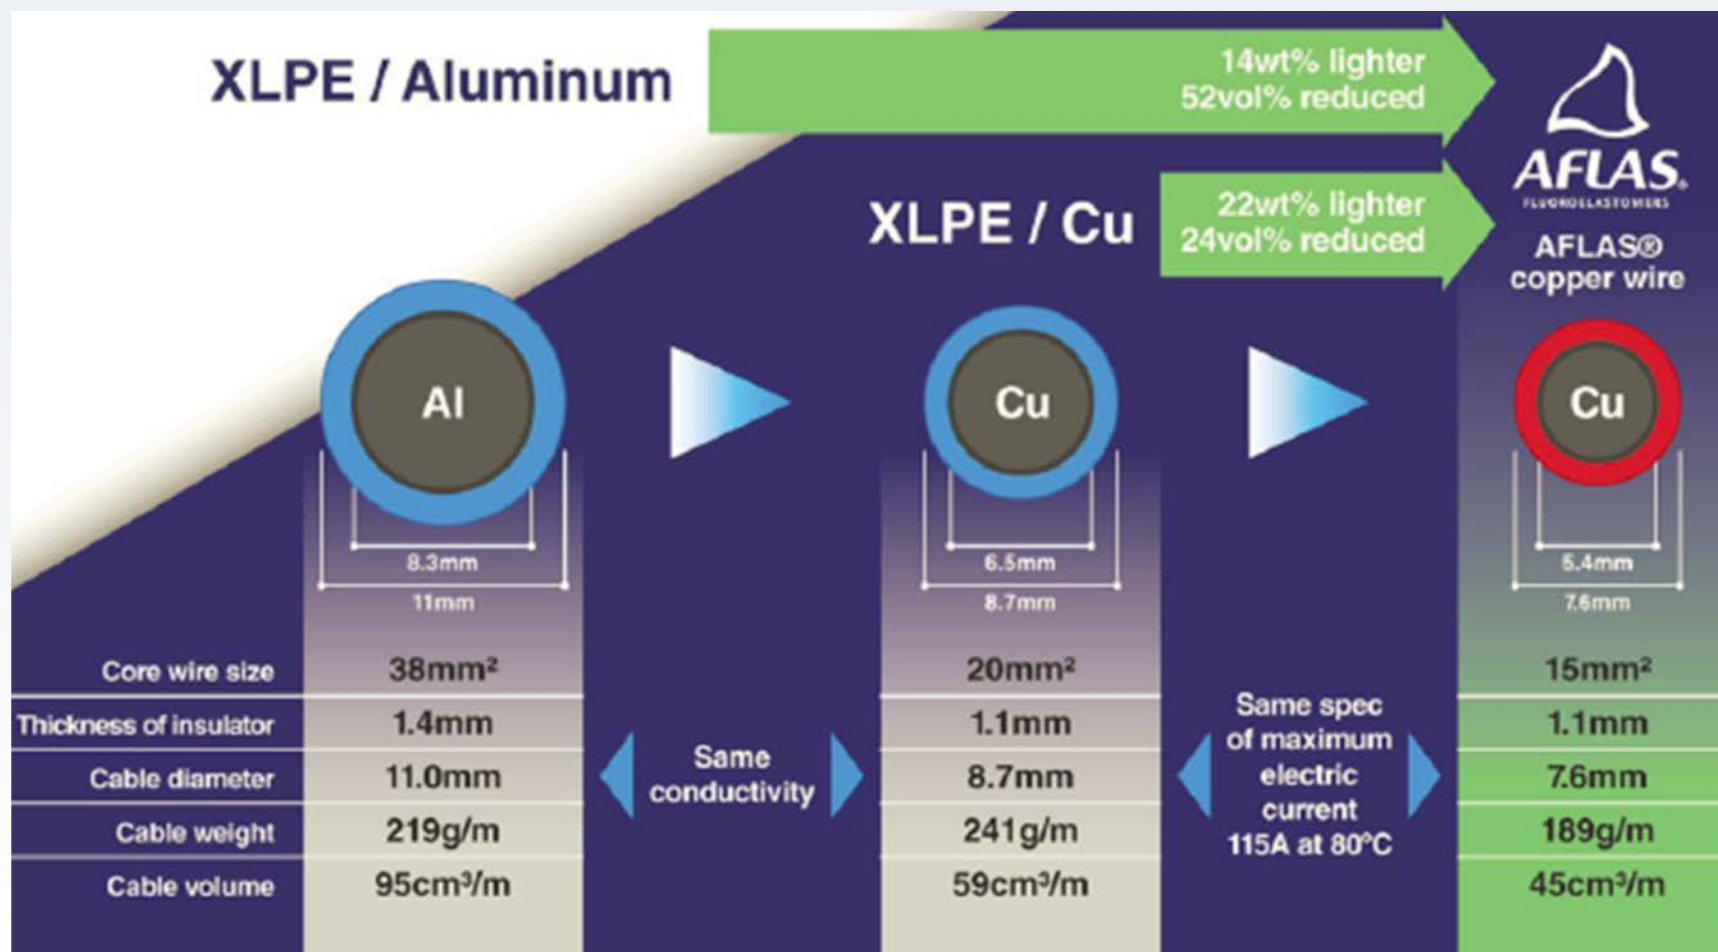 XLPE / Aluminum
14wt% lighter
52vol% reduced
AFLAS®
FLUOROELASTOMERS
XLPE / Cu
22wt% lighter
24vol% reduced
AFLAS®
copper wire
Al
Cu
Cu
8.3mm
11mm
6.5mm
8.7mm
5.4mm
7.6mm
Core wire size 38mm² 20mm² 15mm²
Thickness of insulator 1.4mm 1.1mm 1.1mm
Cable diameter 11.0mm 8.7mm 7.6mm
Cable weight 219g/m 241g/m 189g/m
Cable volume 95cm³/m 59cm³/m 45cm³/m
Same
conductivity
Same spec
of maximum
electric
current
115A at 80°C